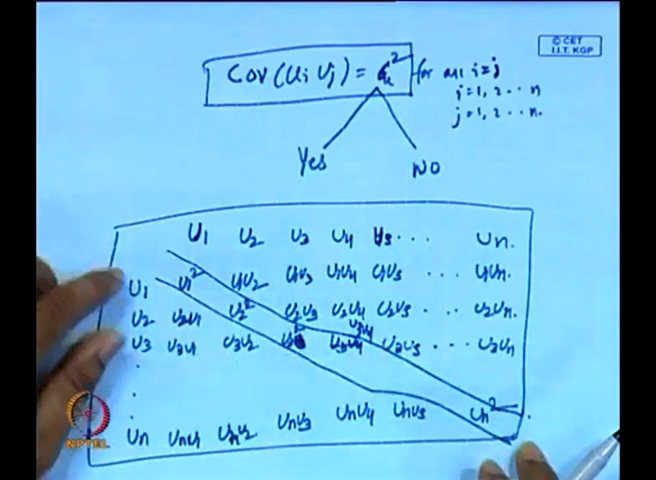 © CET
I.I.T. KGP
Cov(Ui Uj) = σu² for all i=j
i=1, 2 ... n
j=1, 2 ... n.
Yes NO
U1 U2 U3 U4 U5 ... Un.
U1 U1² U1U2 U1U3 U1U4 U1U5 ... U1Un.
U2 U2U1 U2² U2U3 U2U4 U2U5 ... U2Un.
U3 U3U1 U3U2 U3² U3U4 U3U5 ... U3Un
Un UnU1 UnU2 UnU3 UnU4 UnU5 Un²
NPTEL